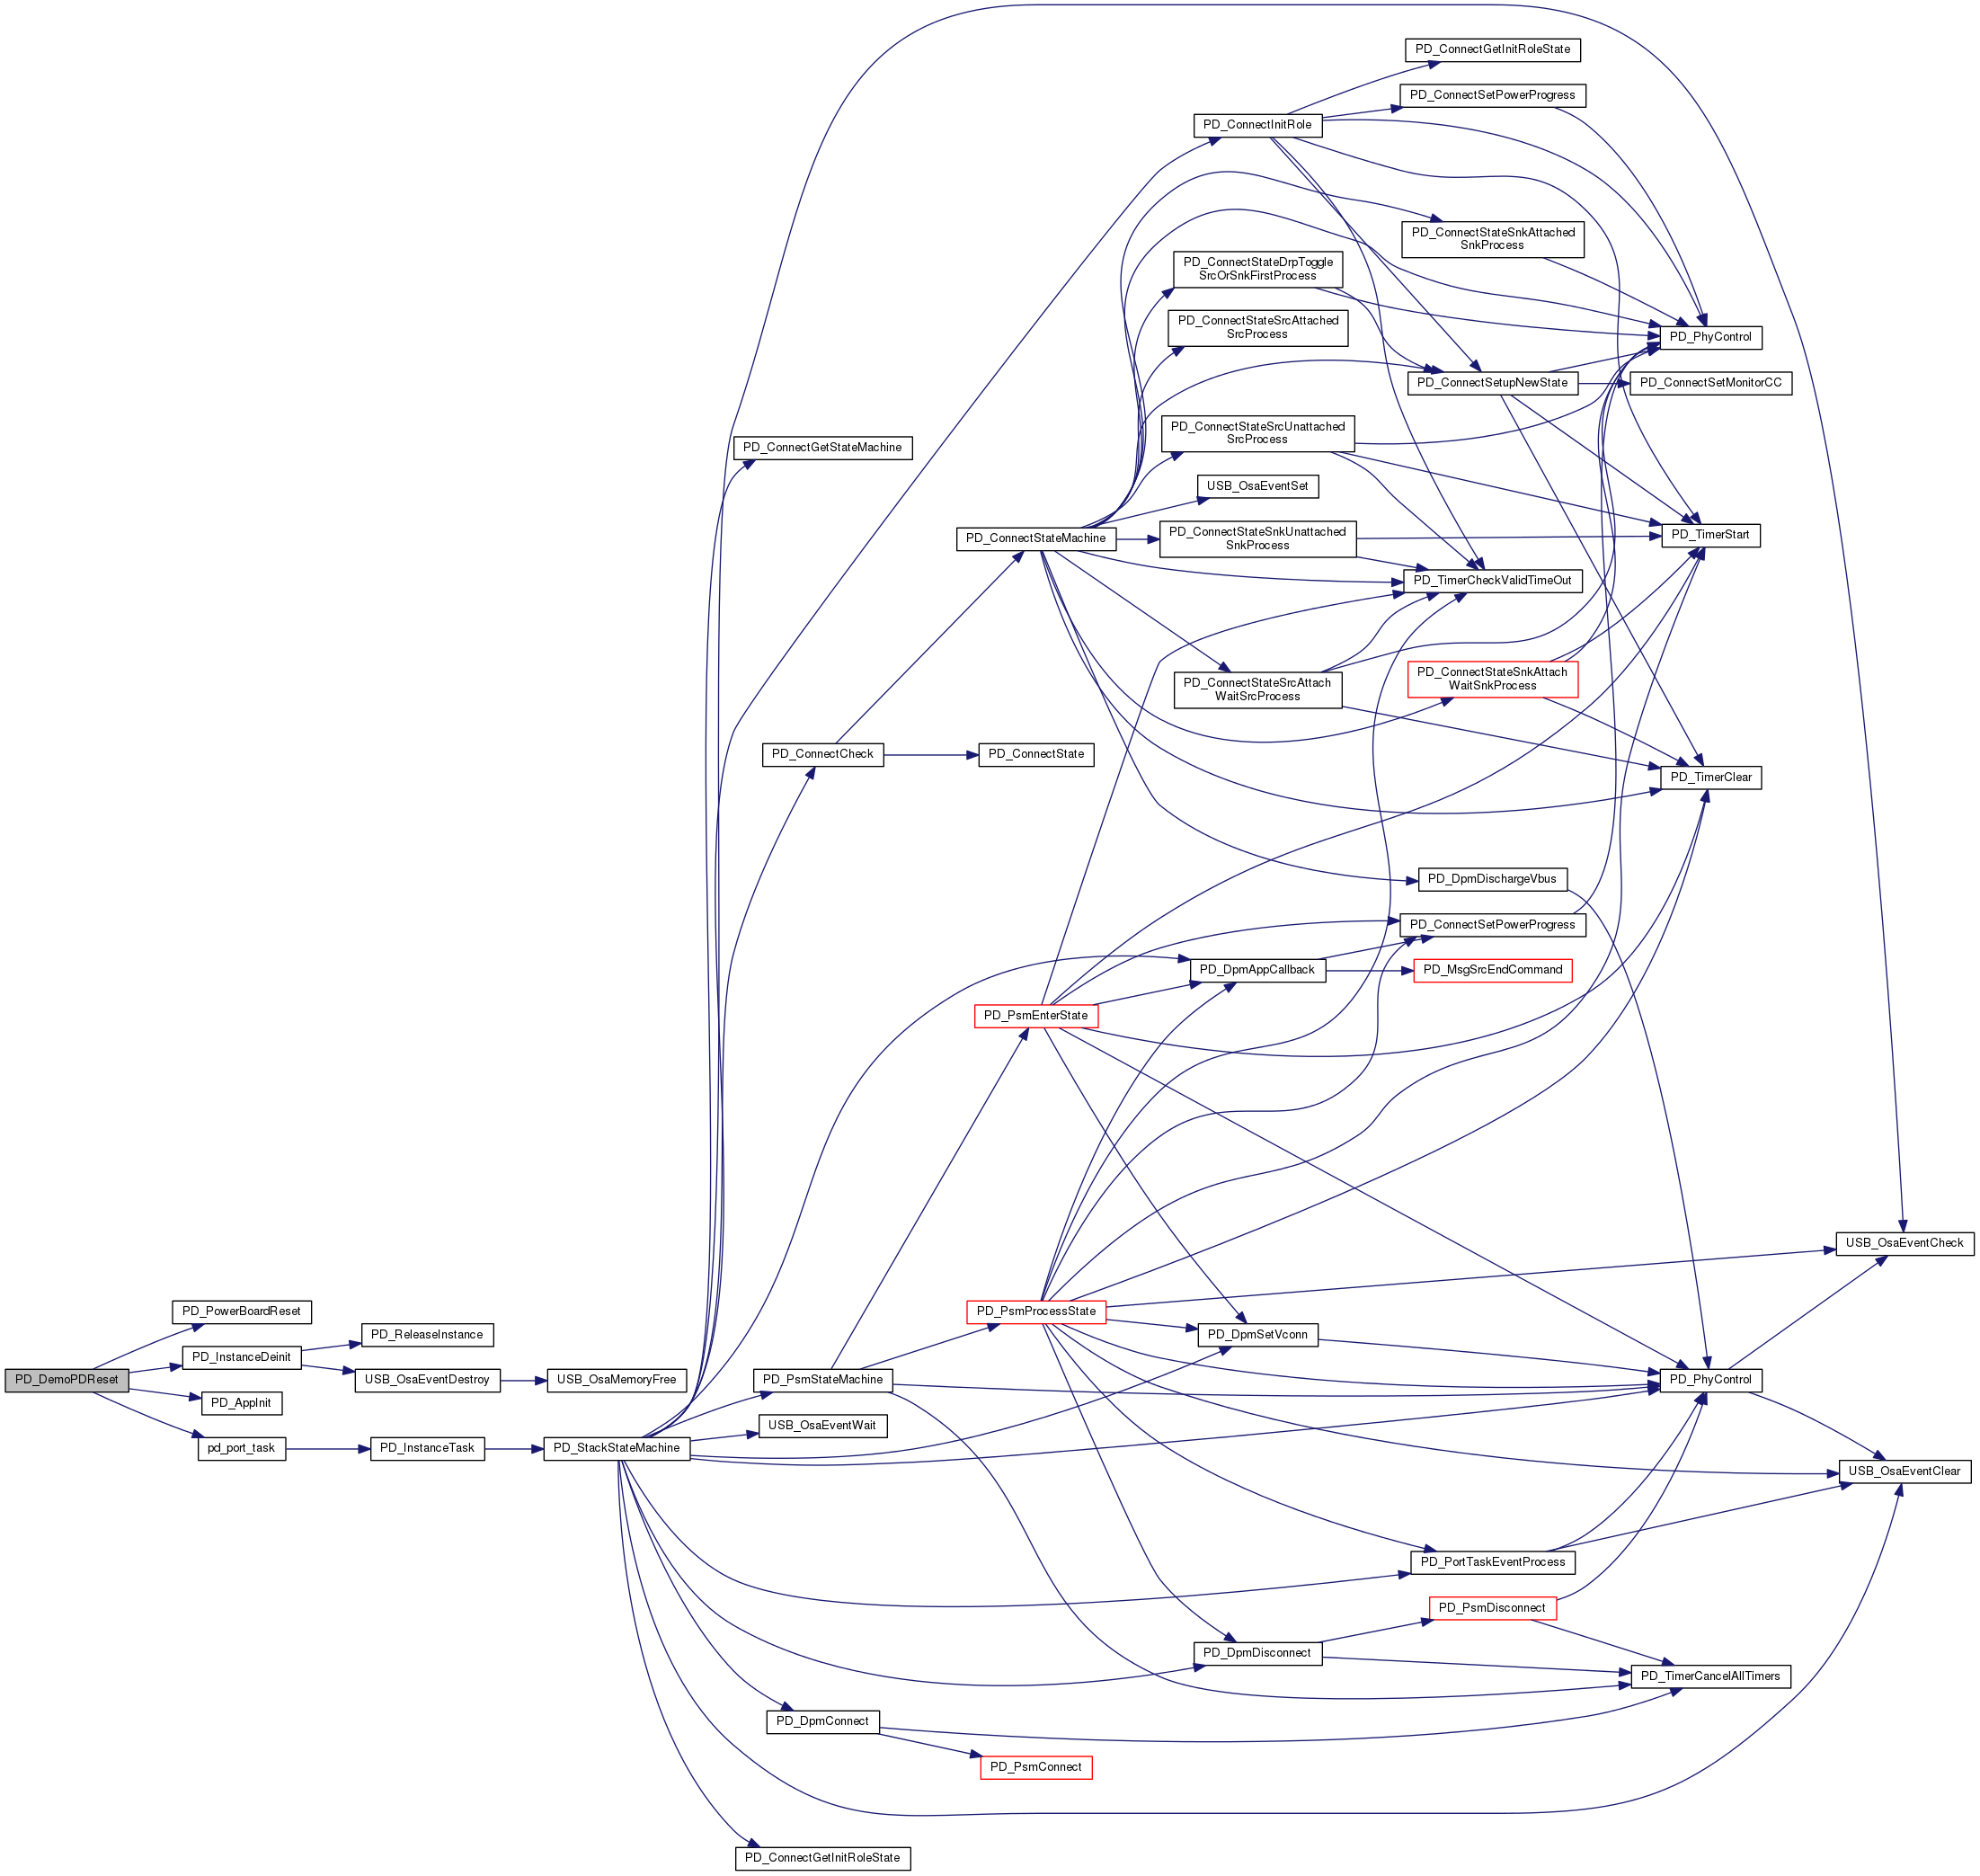 PD_ConnectGetInitRoleState
PD_ConnectSetPowerProgress
PD_ConnectInitRole
PD_ConnectStateSnkAttached
SnkProcess
PD_ConnectStateDrpToggle
SrcOrSnkFirstProcess
PD_ConnectStateSrcAttached
SrcProcess
PD_PhyControl
PD_ConnectSetupNewState
PD_ConnectSetMonitorCC
PD_ConnectStateSrcUnattached
SrcProcess
PD_ConnectGetStateMachine
USB_OsaEventSet
PD_ConnectStateMachine
PD_ConnectStateSnkUnattached
SnkProcess
PD_TimerStart
PD_TimerCheckValidTimeOut
PD_ConnectStateSrcAttach
WaitSrcProcess
PD_ConnectStateSnkAttach
WaitSnkProcess
PD_ConnectCheck
PD_ConnectState
PD_TimerClear
PD_DpmDischargeVbus
PD_ConnectSetPowerProgress
PD_DpmAppCallback
PD_MsgSrcEndCommand
PD_PsmEnterState
USB_OsaEventCheck
PD_PowerBoardReset
PD_PsmProcessState
PD_ReleaseInstance
PD_DpmSetVconn
PD_InstanceDeinit
PD_DemoPDReset
USB_OsaEventDestroy
USB_OsaMemoryFree
PD_PsmStateMachine
PD_PhyControl
PD_AppInit
USB_OsaEventWait
pd_port_task
PD_InstanceTask
PD_StackStateMachine
USB_OsaEventClear
PD_PortTaskEventProcess
PD_PsmDisconnect
PD_DpmDisconnect
PD_TimerCancelAllTimers
PD_DpmConnect
PD_PsmConnect
PD_ConnectGetInitRoleState